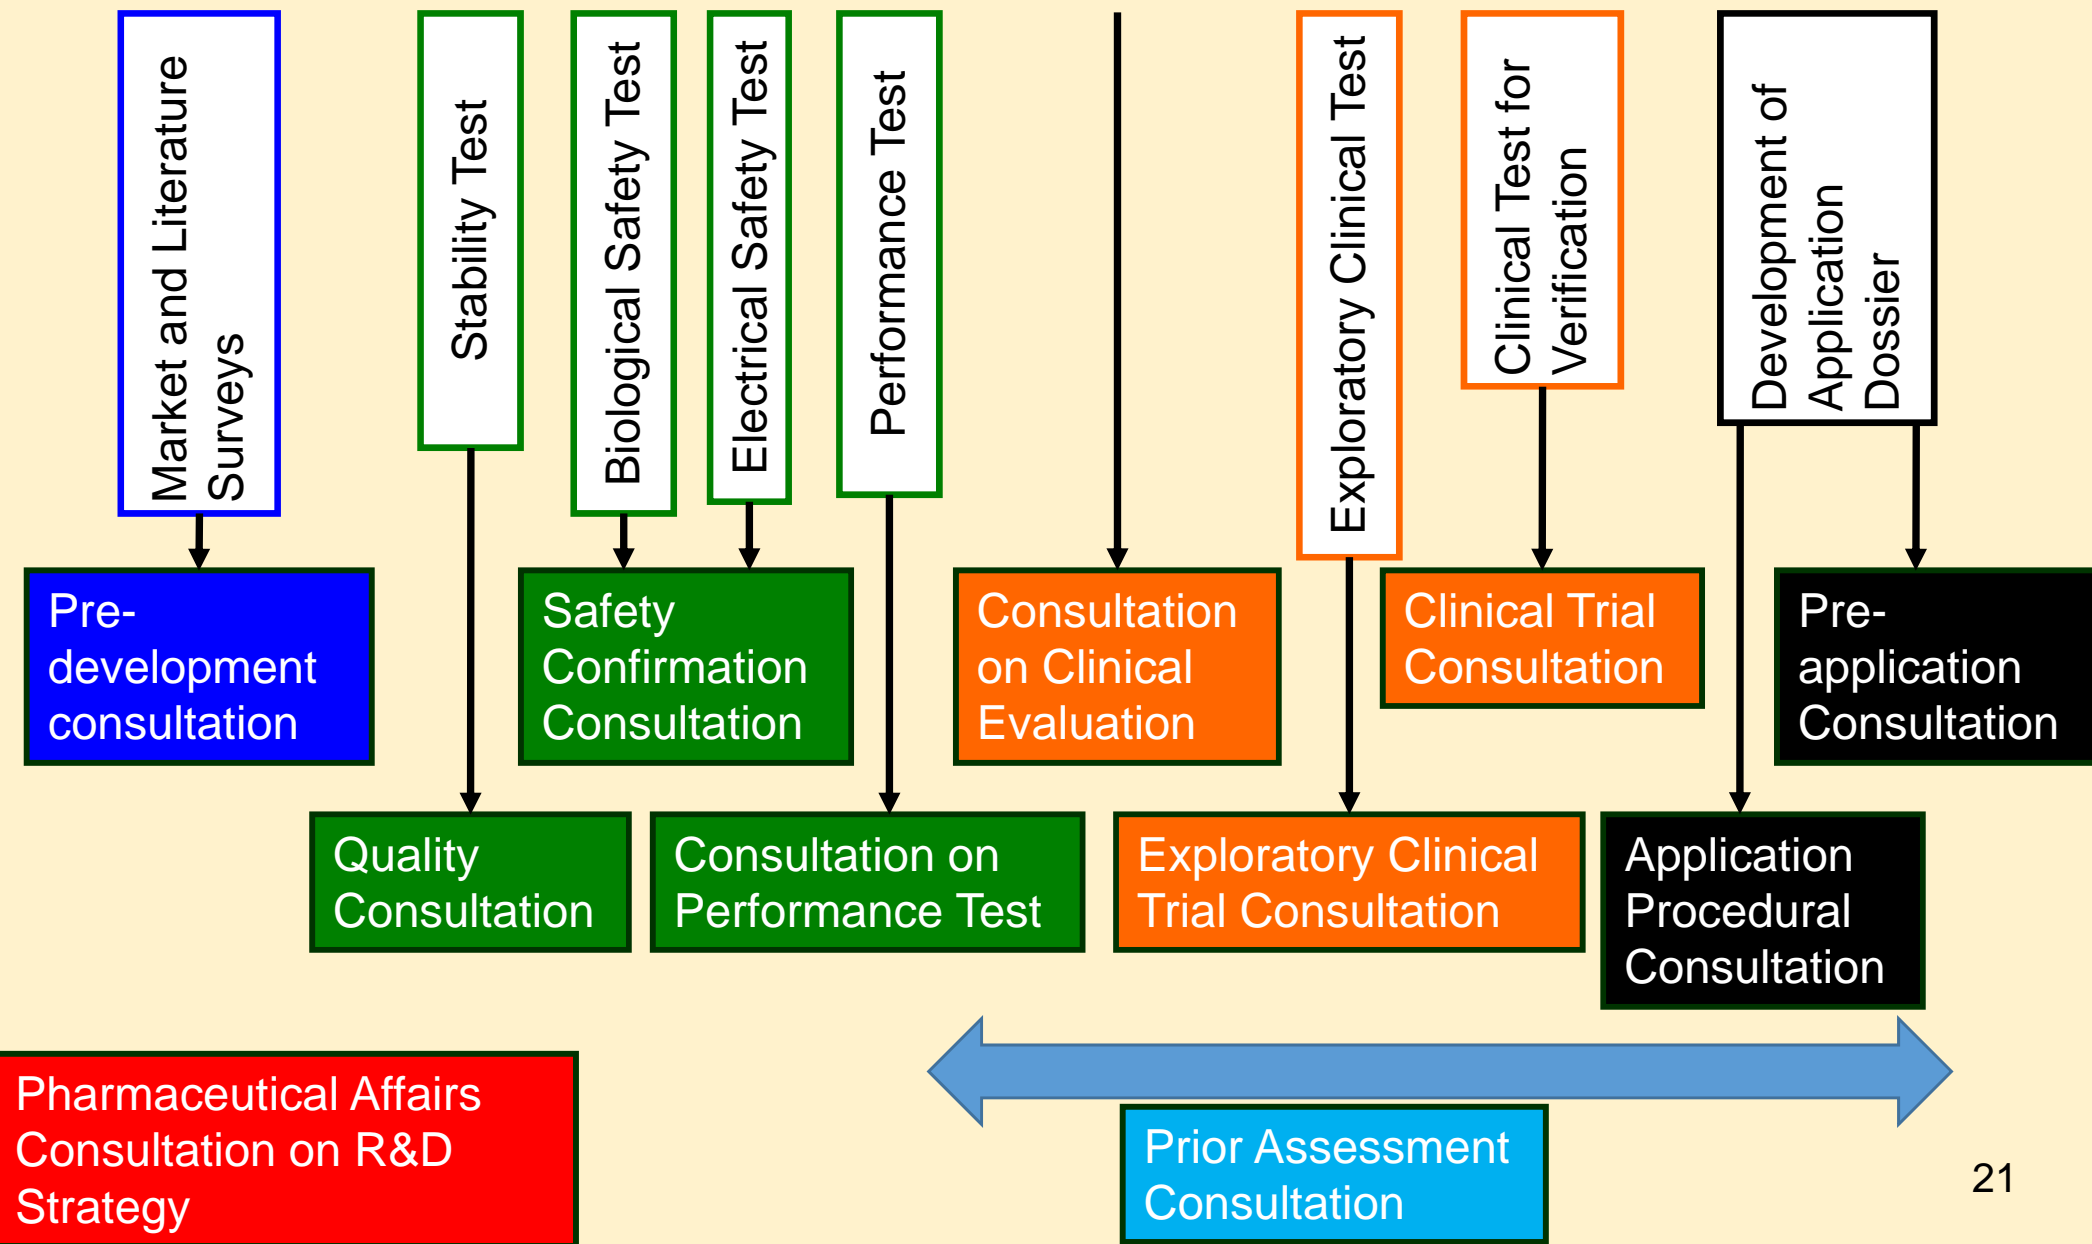 Market and Literature
Surveys
Stability Test
Biological Safety Test
Electrical Safety Test
Performance Test
Exploratory Clinical Test
Clinical Test for
Verification
Development of
Application
Dossier
Pre-
development
consultation
Safety
Confirmation
Consultation
Consultation
on Clinical
Evaluation
Clinical Trial
Consultation
Pre-
application
Consultation
Quality
Consultation
Consultation on
Performance Test
Exploratory Clinical
Trial Consultation
Application
Procedural
Consultation
Pharmaceutical Affairs
Consultation on R&D
Strategy
Prior Assessment
Consultation
21